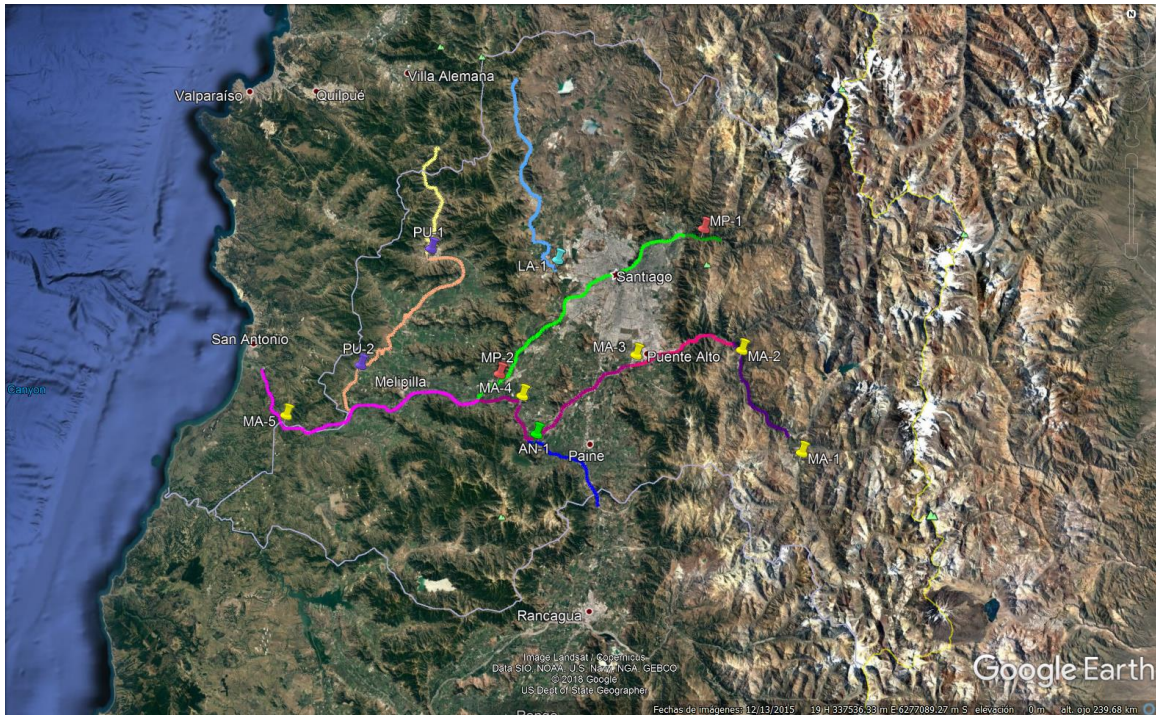 N
Villa Alemana
Valparaíso
Quilpué
MP-1
PU-1
LA-1
Santiago
San Antonio
PU-2
MP-2
MA-3
Puente Alto
MA-2
Melipilla
MA-4
Canyon
MA-5
AN-1
Paine
MA-1
Rancagua
Image Landsat / Copernicus
Data SIO, NOAA, U.S. Navy, NGA, GEBCO
© 2018 Google
US Dept of State Geographer
Google Earth
Fechas de imágenes: 12/13/2015 19 H 337536.33 m E 6277089.27 m S elevación 0 m alt. ojo 239.68 km